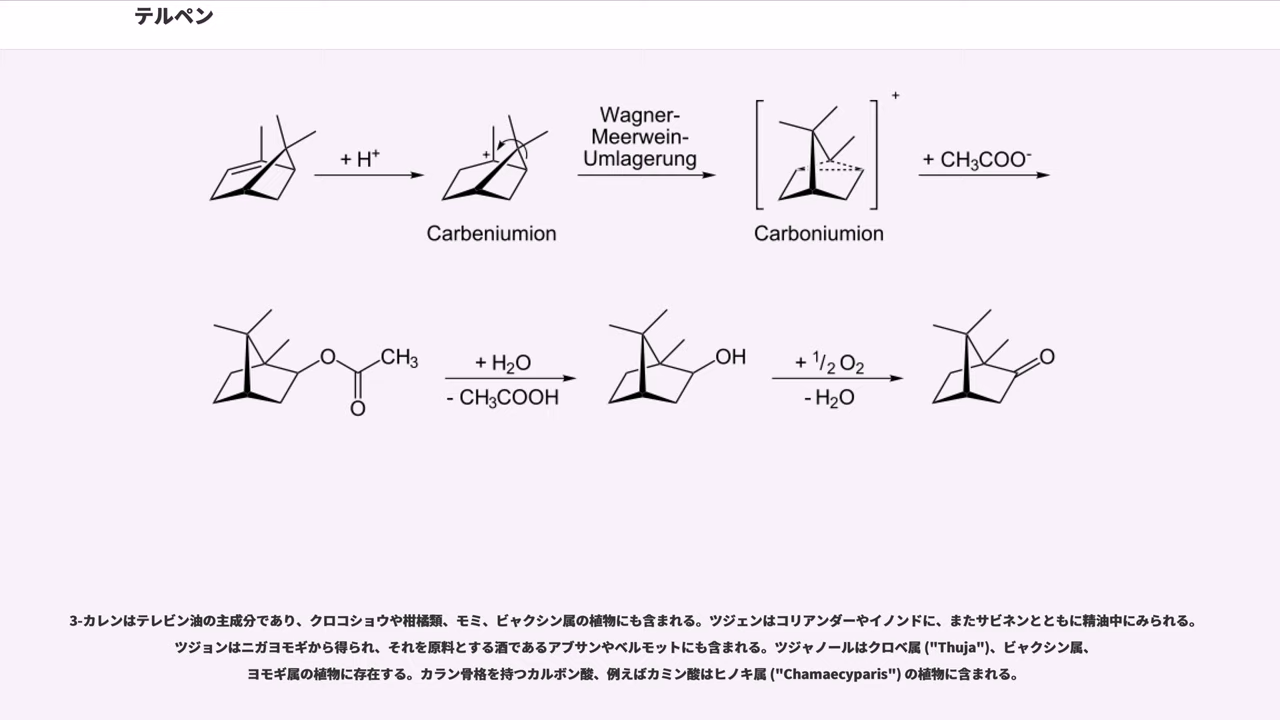 テルペン
Wagner-
Meerwein-
Umlagerung
+ H⁺
+
+
+ CH₃COO⁻
Carbeniumion
Carboniumion
O
CH₃
O
+ H₂O
- CH₃COOH
OH
+ ¹/₂ O₂
- H₂O
O
3-カレンはテレビン油の主成分であり、クロコショウや柑橘類、モミ、ビャクシン属の植物にも含まれる。ツジェンはコリアンダーやイノンドに、またサビネンとともに精油中にみられる。
ツジョンはニガヨモギから得られ、それを原料とする酒であるアブサンやベルモットにも含まれる。ツジャノールはクロベ属 ("Thuja")、ビャクシン属、
ヨモギ属の植物に存在する。カラン骨格を持つカルボン酸、例えばカミン酸はヒノキ属 ("Chamaecyparis") の植物に含まれる。